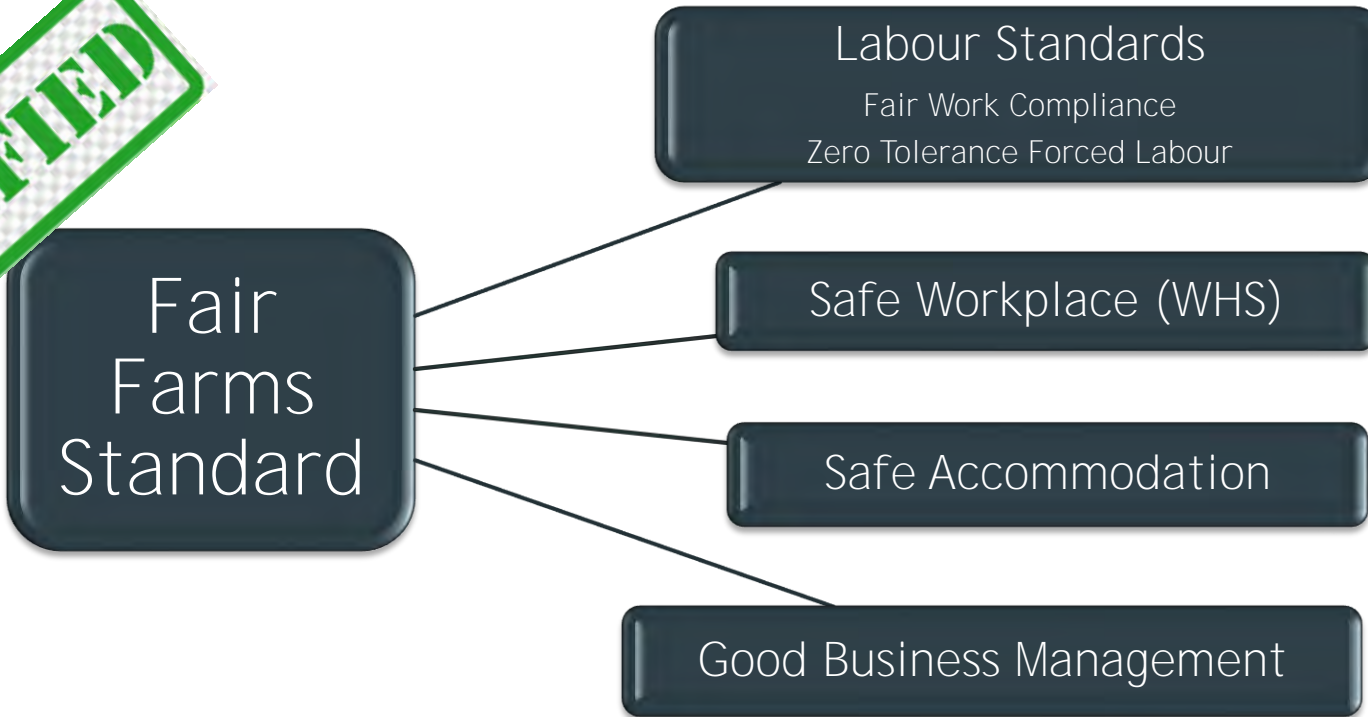 FIED
Fair
Farms
Standard
Labour Standards
Fair Work Compliance
Zero Tolerance Forced Labour
Safe Workplace (WHS)
Safe Accommodation
Good Business Management